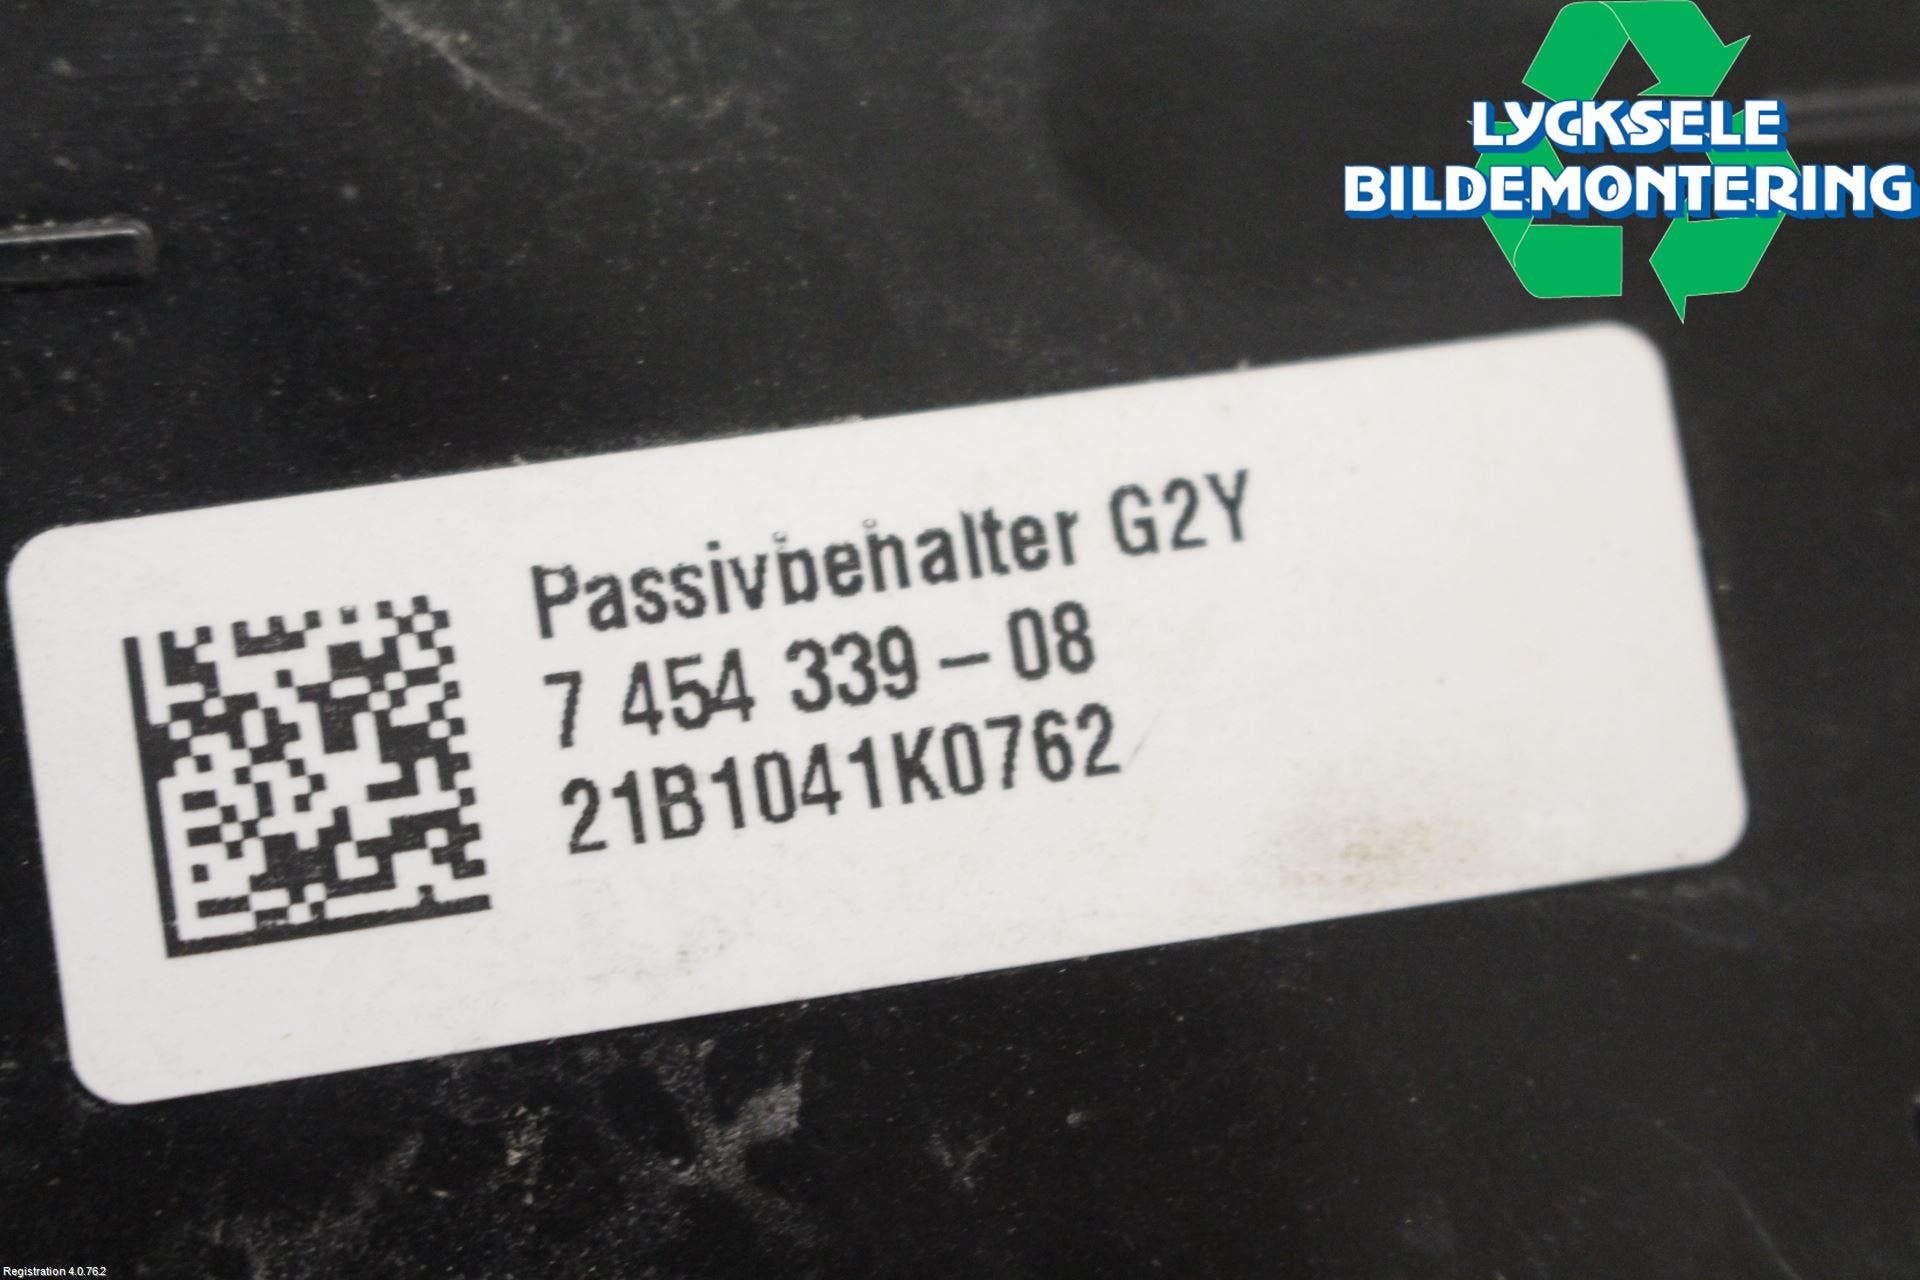 LYCKSELE
BILDEMONTERING
Passivbehalter G2Y
7 454 339-08
21B1041K0762
Registration 4.0.76.2